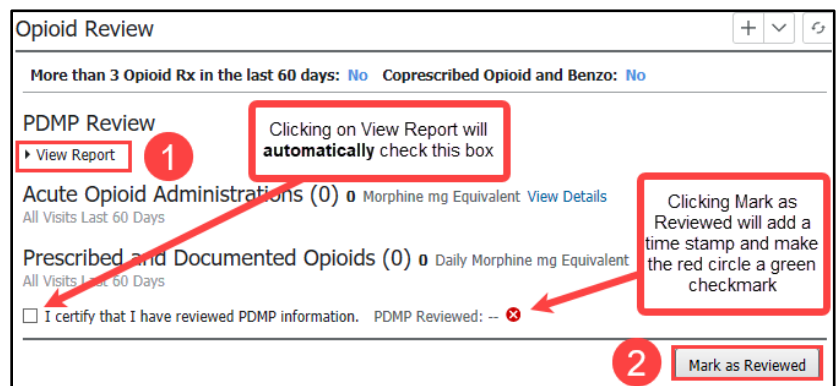 Opioid Review
More than 3 Opioid Rx in the last 60 days: No Coprescribed Opioid and Benzo: No
PDMP Review
View Report
1
Clicking on View Report will
automatically check this box
Acute Opioid Administrations (0) 0 Morphine mg Equivalent View Details
All Visits Last 60 Days
Clicking Mark as
Reviewed will add a
time stamp and make
the red circle a green
checkmark
Prescribed and Documented Opioids (0) 0 Daily Morphine mg Equivalent
All Visits Last 60 Days
I certify that I have reviewed PDMP information. PDMP Reviewed: --
2
Mark as Reviewed